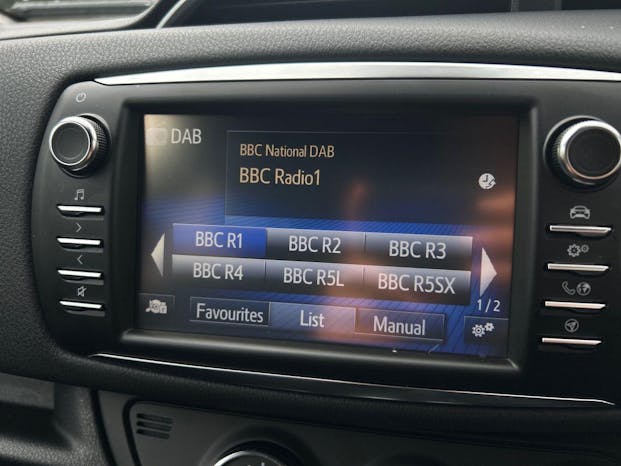 DAB
BBC National DAB
BBC Radio1
BBC R1 BBC R2 BBC R3
BBC R4 BBC R5L BBC R5SX
1/2
Favourites List Manual